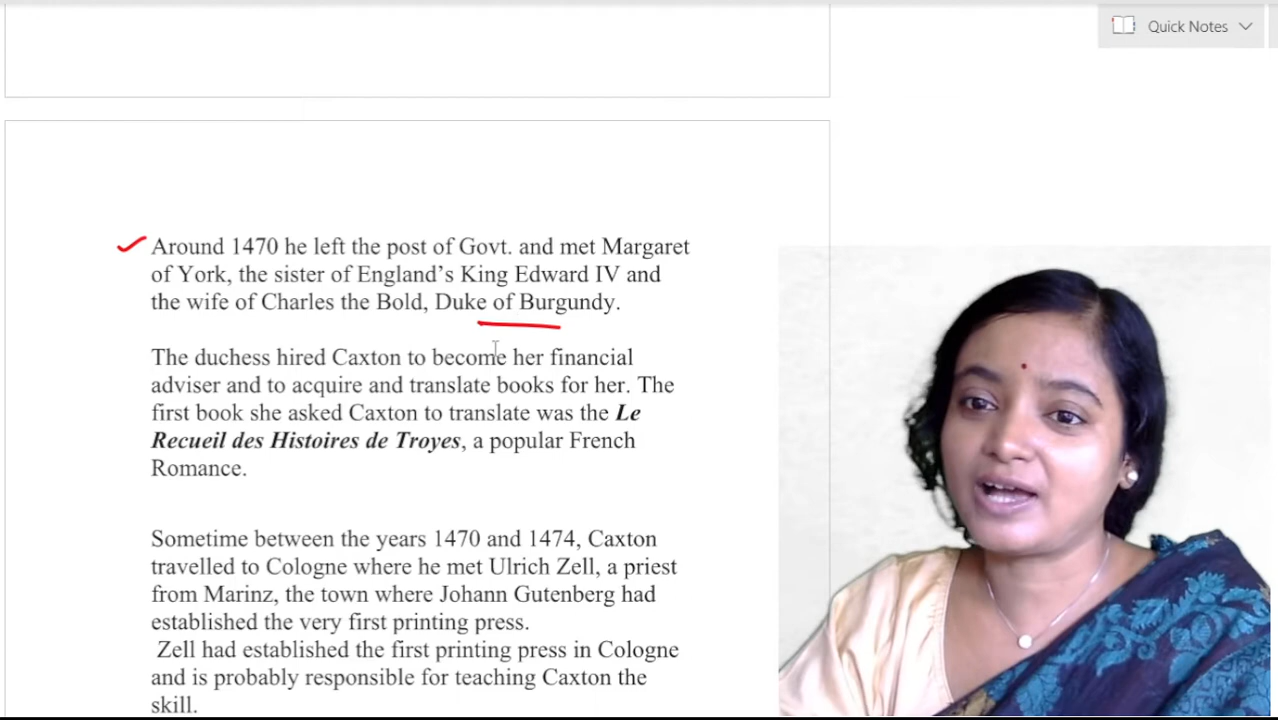 Quick Notes
Around 1470 he left the post of Govt. and met Margaret
of York, the sister of England's King Edward IV and
the wife of Charles the Bold, Duke of Burgundy.
The duchess hired Caxton to become her financial
adviser and to acquire and translate books for her. The
first book she asked Caxton to translate was the Le
Recueil des Histoires de Troyes, a popular French
Romance.
Sometime between the years 1470 and 1474, Caxton
travelled to Cologne where he met Ulrich Zell, a priest
from Marinz, the town where Johann Gutenberg had
established the very first printing press.
Zell had established the first printing press in Cologne
and is probably responsible for teaching Caxton the
skill.